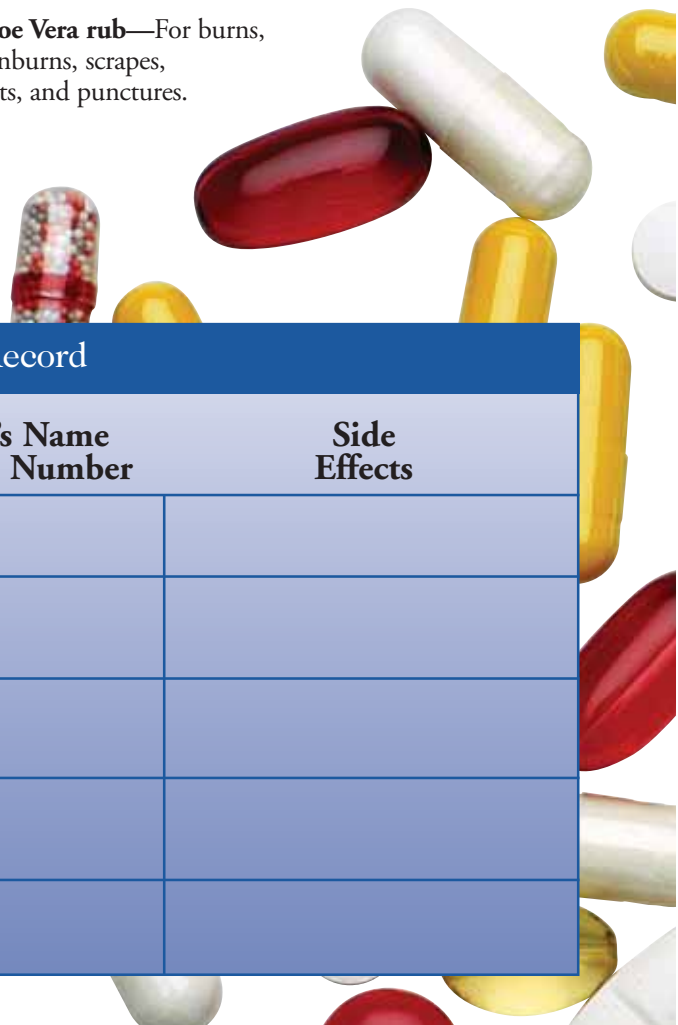 oe Vera rub—For burns,
nburns, scrapes,
ts, and punctures.
ecord
's Name
Number
Side
Effects